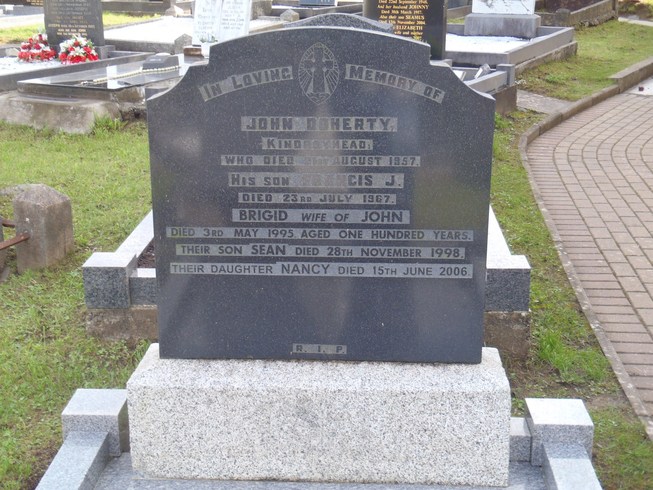 IN LOVING MEMORY OF
JOHN DOHERTY,
WHO DIED AUGUST 1957.
HIS SON FRANCIS J.
DIED 23RD JULY 1967.
BRIGID WIFE OF JOHN
DIED 3RD MAY 1995. AGED ONE HUNDRED YEARS.
THEIR SON SEAN DIED 28TH NOVEMBER 1998.
THEIR DAUGHTER NANCY DIED 15TH JUNE 2006.
R. I. P.